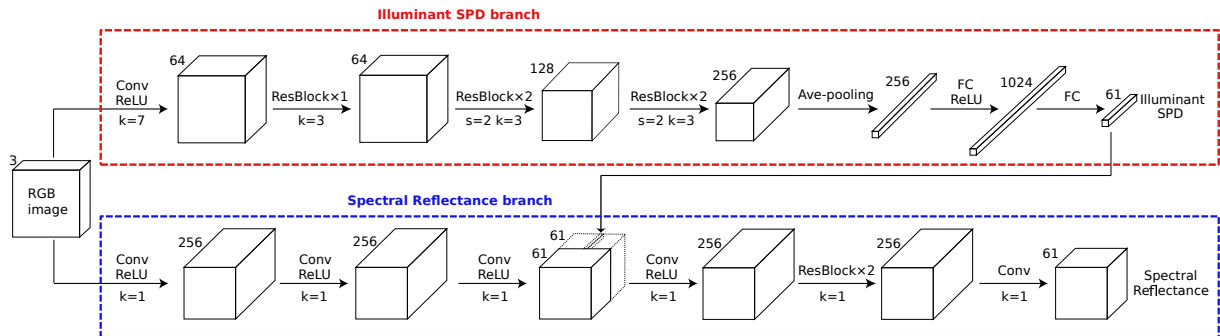 Illuminant SPD branch
64
Conv
ReLU
k=7
64
ResBlock×1
k=3
128
ResBlock×2
s=2 k=3
256
ResBlock×2
s=2 k=3
Ave-pooling
256
FC
ReLU
1024
FC
61
Illuminant
SPD
3
RGB
image
Spectral Reflectance branch
Conv
ReLU
k=1
256
Conv
ReLU
k=1
256
Conv
ReLU
k=1
61
61
Conv
ReLU
k=1
256
ResBlock×2
k=1
256
Conv
k=1
61
Spectral
Reflectance